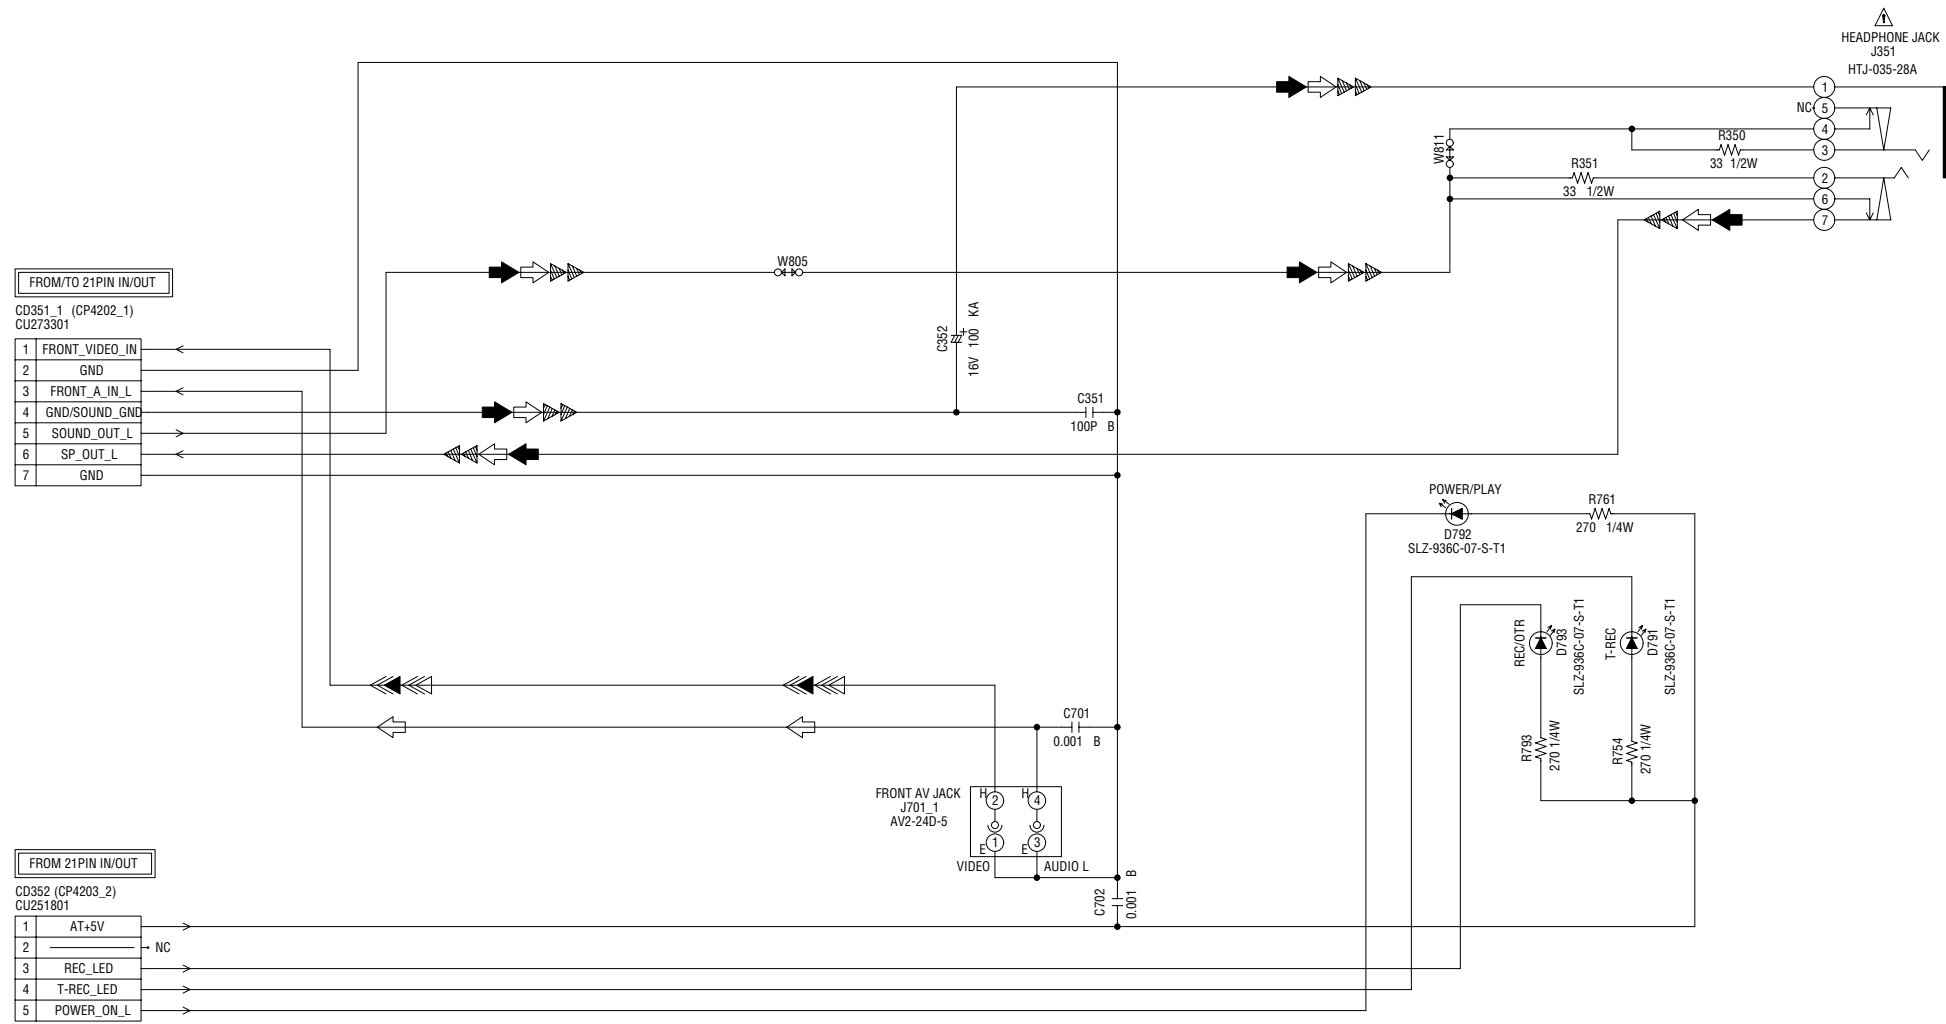 HEADPHONE JACK
J351
HTJ-035-28A
1
NC 5
4
R350
3
33 1/2W
W811
R351
2
33 1/2W
6
7
W805
FROM/TO 21PIN IN/OUT
CD351_1 (CP4202_1)
CU273301
1 FRONT_VIDEO_IN
2 GND
3 FRONT_A_IN_L
4 GND/SOUND_GND
5 SOUND_OUT_L
6 SP_OUT_L
7 GND
C352
+
16V 100 KA
C351
100P B
POWER/PLAY
D792
SLZ-936C-07-S-T1
R761
270 1/4W
REC/OTR
D793
SLZ-936C-07-S-T1
T-REC
D791
SLZ-936C-07-S-T1
R793
270 1/4W
R754
270 1/4W
C701
0.001 B
FRONT AV JACK
J701_1
AV2-24D-5
H 2 H 4
E 1 E 3
VIDEO AUDIO L
C702
0.001 B
FROM 21PIN IN/OUT
CD352 (CP4203_2)
CU251801
1 AT+5V
2 NC
3 REC_LED
4 T-REC_LED
5 POWER_ON_L